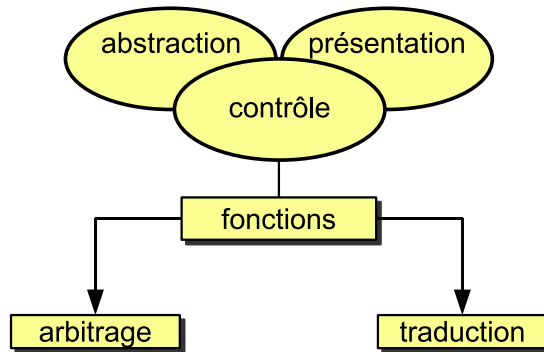 abstraction
présentation
contrôle
fonctions
arbitrage
traduction